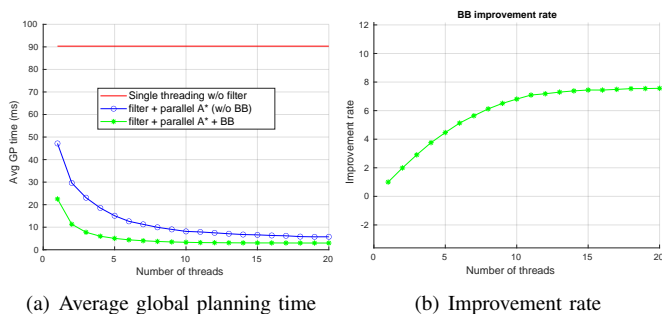 100
90
80
70
60
50
40
30
20
10
0
Avg GP time (ms)
Single threading w/o filter
filter + parallel A* (w/o BB)
filter + parallel A* + BB
0
5
10
15
20
Number of threads
(a) Average global planning time
BB improvement rate
12
10
8
6
4
2
0
-2
Improvement rate
0
5
10
15
20
Number of threads
(b) Improvement rate